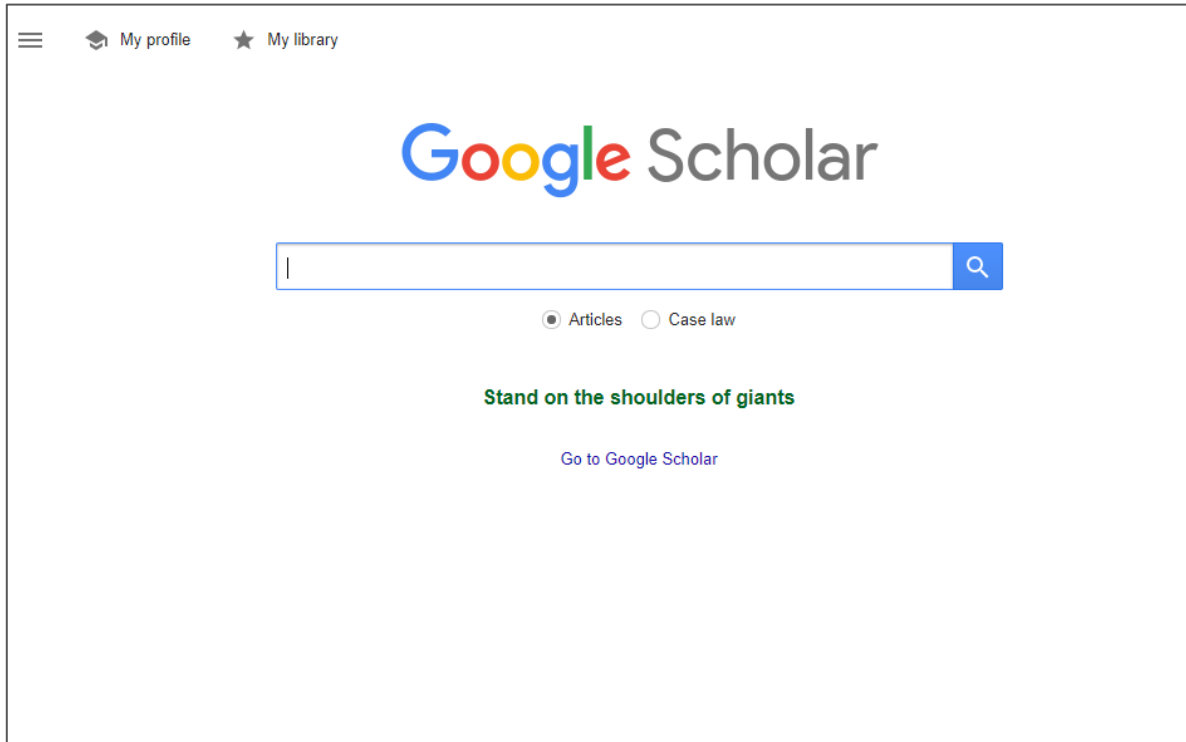 My profile My library
Google Scholar
Articles Case law
Stand on the shoulders of giants
Go to Google Scholar